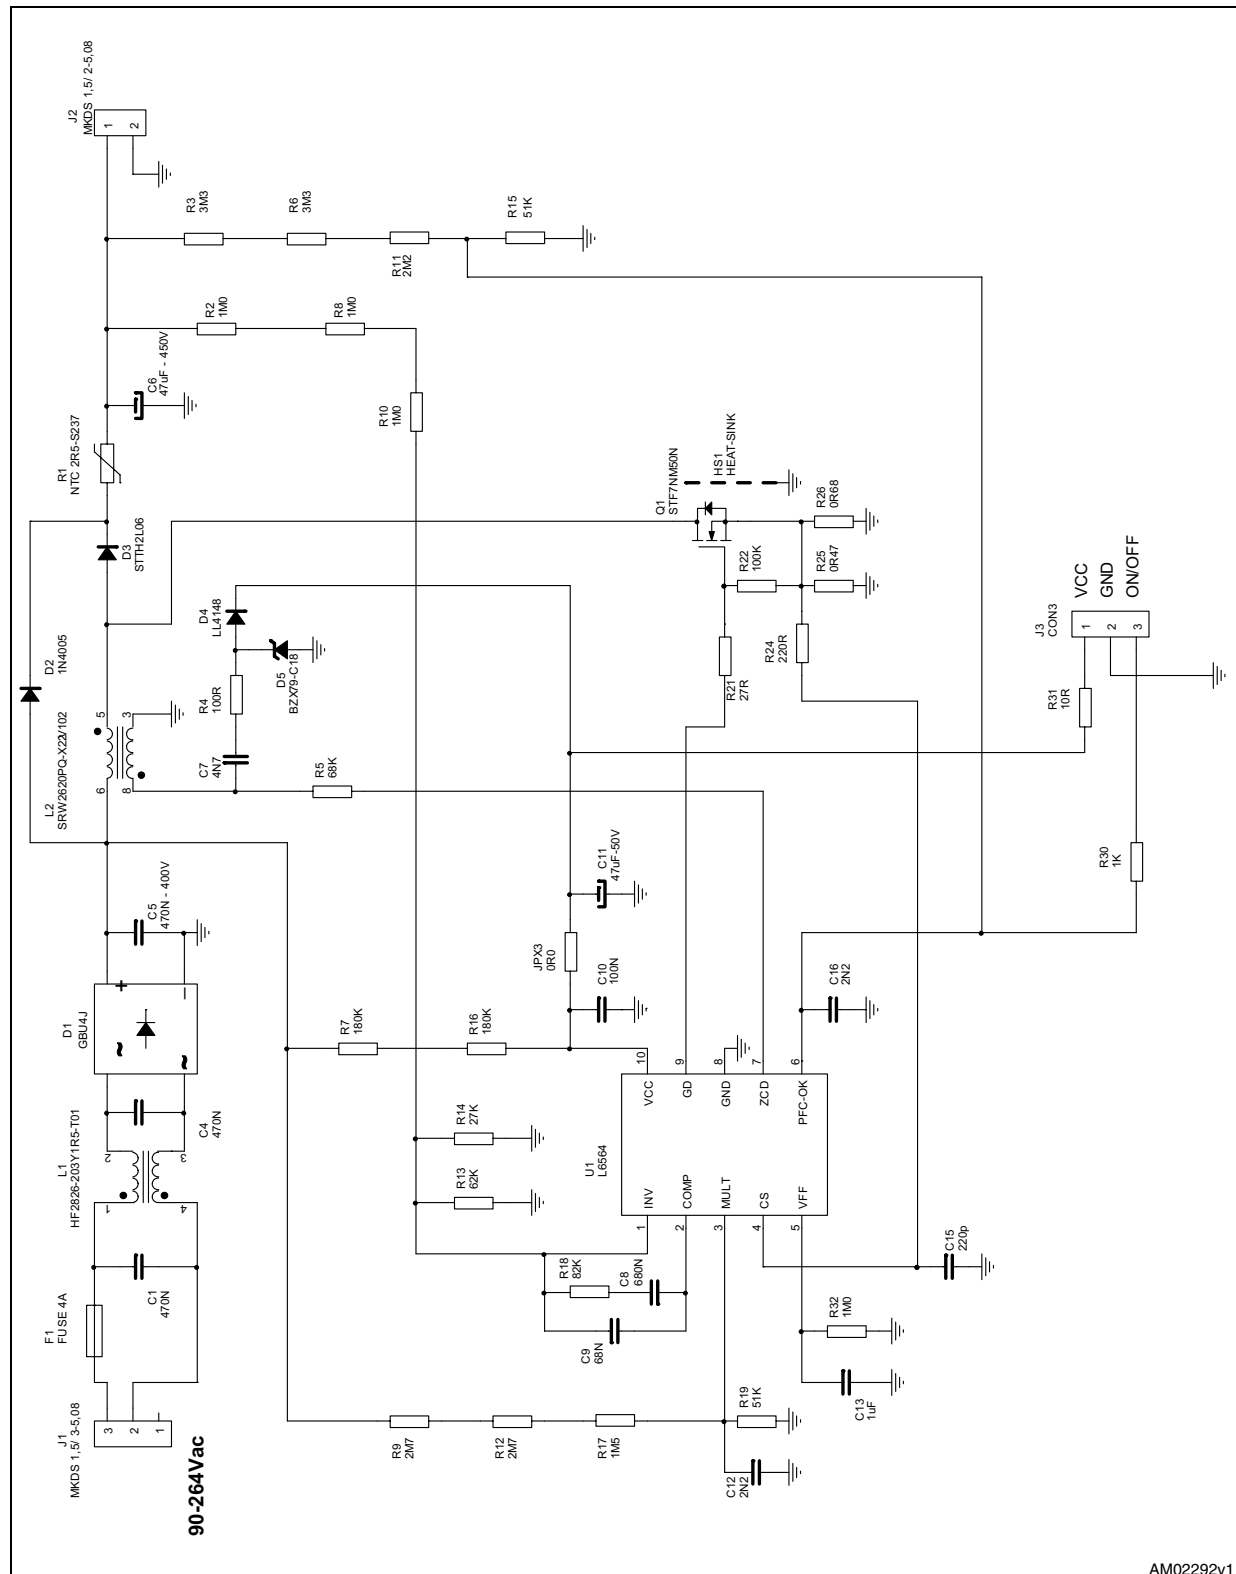 J1
MKDS 1,5/ 3-5,08
3
2
1
90-264Vac
F1
FUSE 4A
C1
470N
L1
HF2826-203Y1R5-T01
1
2
4
3
C4
470N
D1
GBU4J
~
~
+
–
C5
470N - 400V
L2
SRW2620PQ-X22V102
6
5
8
3
D2
1N4005
D3
STTH2L06
R1
NTC 2R5-S237
C6
47uF - 450V
J2
MKDS 1,5/ 2-5,08
1
2
R3
3M3
R6
3M3
R11
2M2
R15
51K
R2
1M0
R8
1M0
R10
1M0
C7
4N7
R4
100R
D4
LL4148
D5
BZX79-C18
R5
68K
R7
180K
R16
180K
JPX3
0R0
C10
100N
C11
47uF-50V
R14
27K
R13
62K
R18
82K
C8
680N
C9
68N
R9
2M7
R12
2M7
R17
1M5
R19
51K
C12
2N2
C13
1uF
R32
1M0
C15
220p
U1
L6564
INV
1
COMP
2
MULT
3
CS
4
VFF
5
VCC
10
GD
9
GND
8
ZCD
7
PFC-OK
6
C16
2N2
Q1
STF7NM50N
HS1
HEAT-SINK
R21
27R
R22
100K
R24
220R
R25
0R47
R26
0R68
R30
1K
R31
10R
J3
CON3
1
2
3
VCC
GND
ON/OFF
AM02292v1